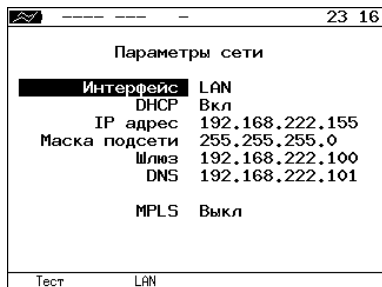 ---- --- - 23 16
Параметры сети
Интерфейс LAN
DHCP Вкл
IP адрес 192.168.222.155
Маска подсети 255.255.255.0
Шлюз 192.168.222.100
DNS 192.168.222.101
MPLS Выкл
Тест LAN